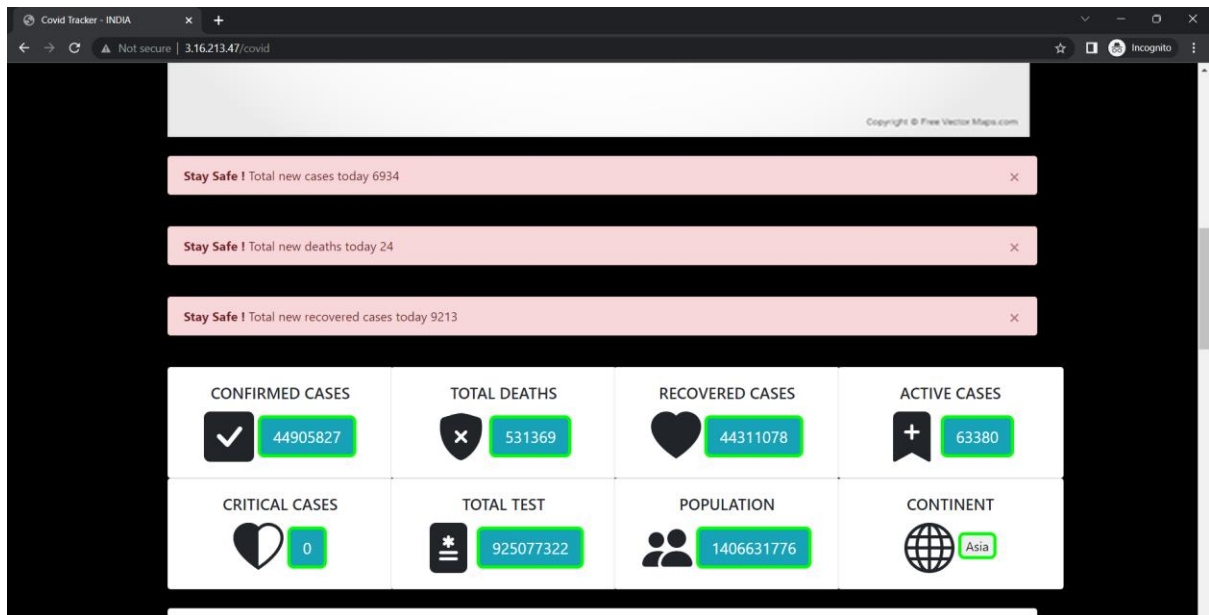 Covid Tracker - INDIA
Not secure | 3.16.213.47/covid
Incognito
Copyright © Free Vector Maps.com
Stay Safe ! Total new cases today 6934
Stay Safe ! Total new deaths today 24
Stay Safe ! Total new recovered cases today 9213
CONFIRMED CASES TOTAL DEATHS RECOVERED CASES ACTIVE CASES
44905827 531369 44311078 63380
CRITICAL CASES TOTAL TEST POPULATION CONTINENT
0 925077322 1406631776 Asia